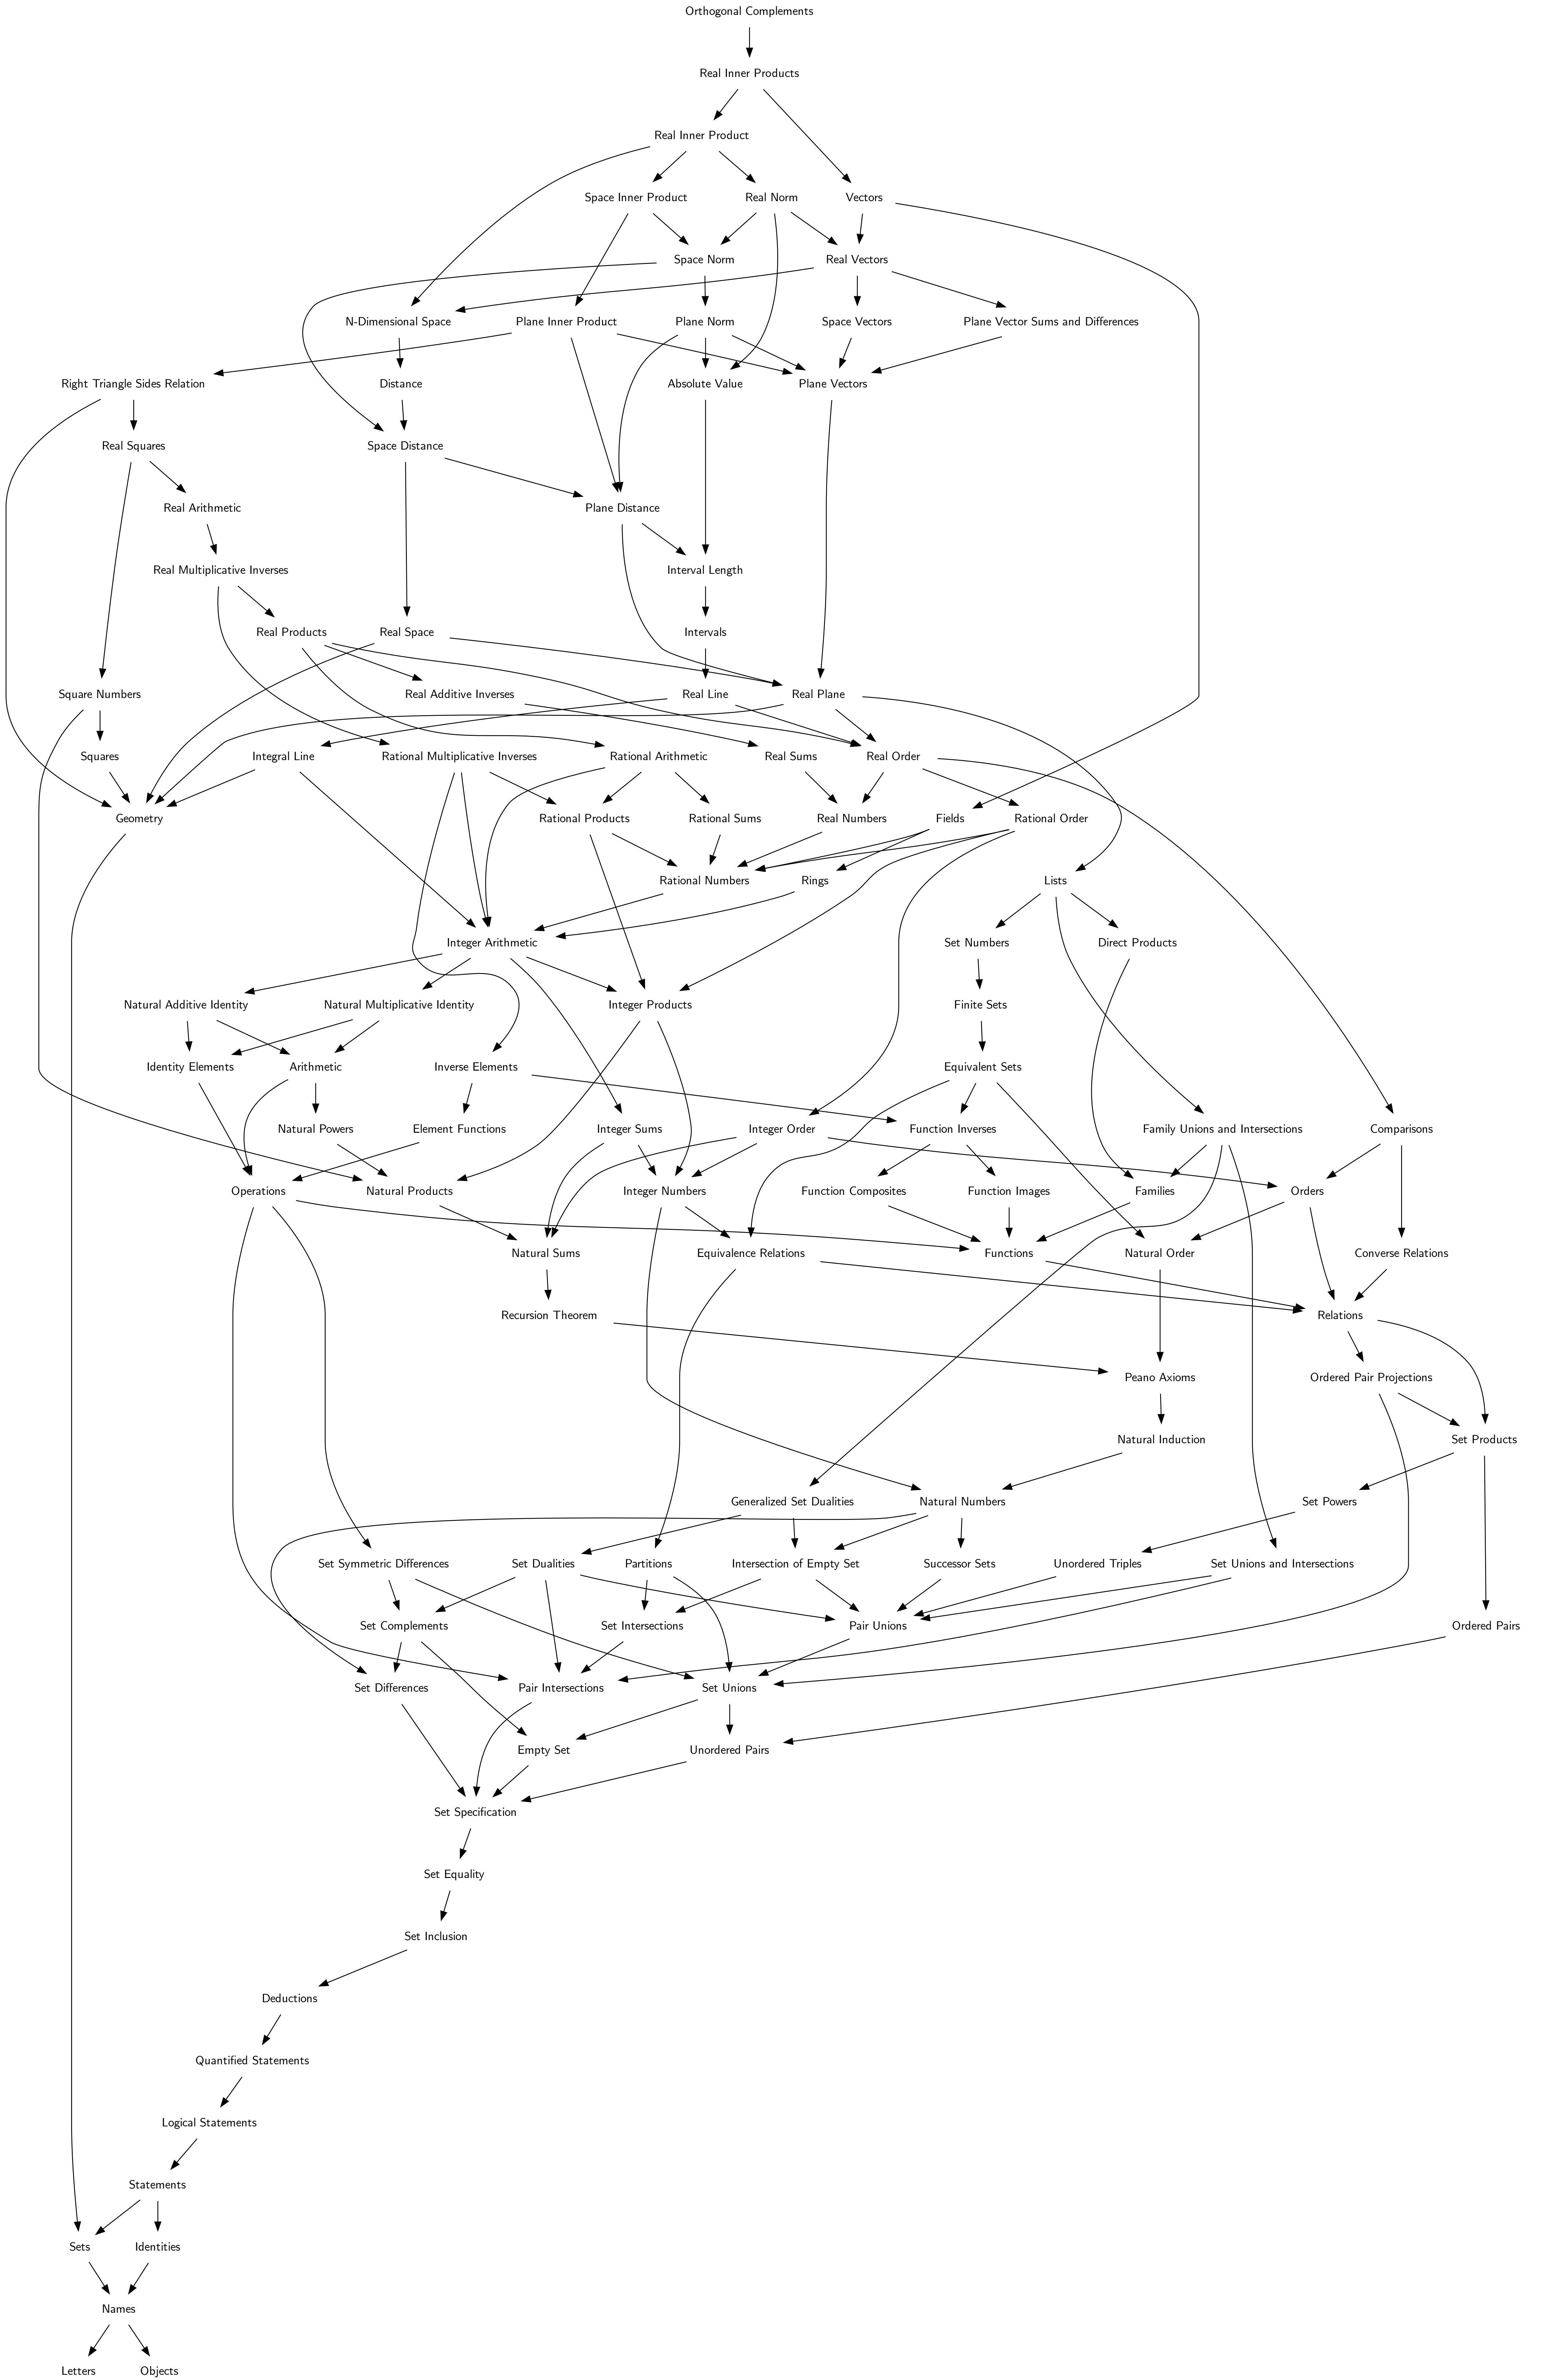 Orthogonal Complements
Real Inner Products
Real Inner Product
Space Inner Product
Real Norm
Vectors
Space Norm
Real Vectors
N-Dimensional Space
Plane Inner Product
Plane Norm
Space Vectors
Plane Vector Sums and Differences
Right Triangle Sides Relation
Distance
Absolute Value
Plane Vectors
Real Squares
Space Distance
Real Arithmetic
Plane Distance
Real Multiplicative Inverses
Interval Length
Real Products
Real Space
Intervals
Square Numbers
Real Additive Inverses
Real Line
Real Plane
Squares
Integral Line
Rational Multiplicative Inverses
Rational Arithmetic
Real Sums
Real Order
Geometry
Rational Products
Rational Sums
Real Numbers
Fields
Rational Order
Rational Numbers
Rings
Lists
Integer Arithmetic
Set Numbers
Direct Products
Natural Additive Identity
Natural Multiplicative Identity
Integer Products
Finite Sets
Identity Elements
Arithmetic
Inverse Elements
Equivalent Sets
Natural Powers
Element Functions
Integer Sums
Integer Order
Function Inverses
Family Unions and Intersections
Comparisons
Operations
Natural Products
Integer Numbers
Function Composites
Function Images
Families
Orders
Natural Sums
Equivalence Relations
Functions
Natural Order
Converse Relations
Recursion Theorem
Relations
Peano Axioms
Ordered Pair Projections
Natural Induction
Set Products
Generalized Set Dualities
Natural Numbers
Set Powers
Set Symmetric Differences
Set Dualities
Partitions
Intersection of Empty Set
Successor Sets
Unordered Triples
Set Unions and Intersections
Set Complements
Set Intersections
Pair Unions
Ordered Pairs
Set Differences
Pair Intersections
Set Unions
Empty Set
Unordered Pairs
Set Specification
Set Equality
Set Inclusion
Deductions
Quantified Statements
Logical Statements
Statements
Sets
Identities
Names
Letters
Objects